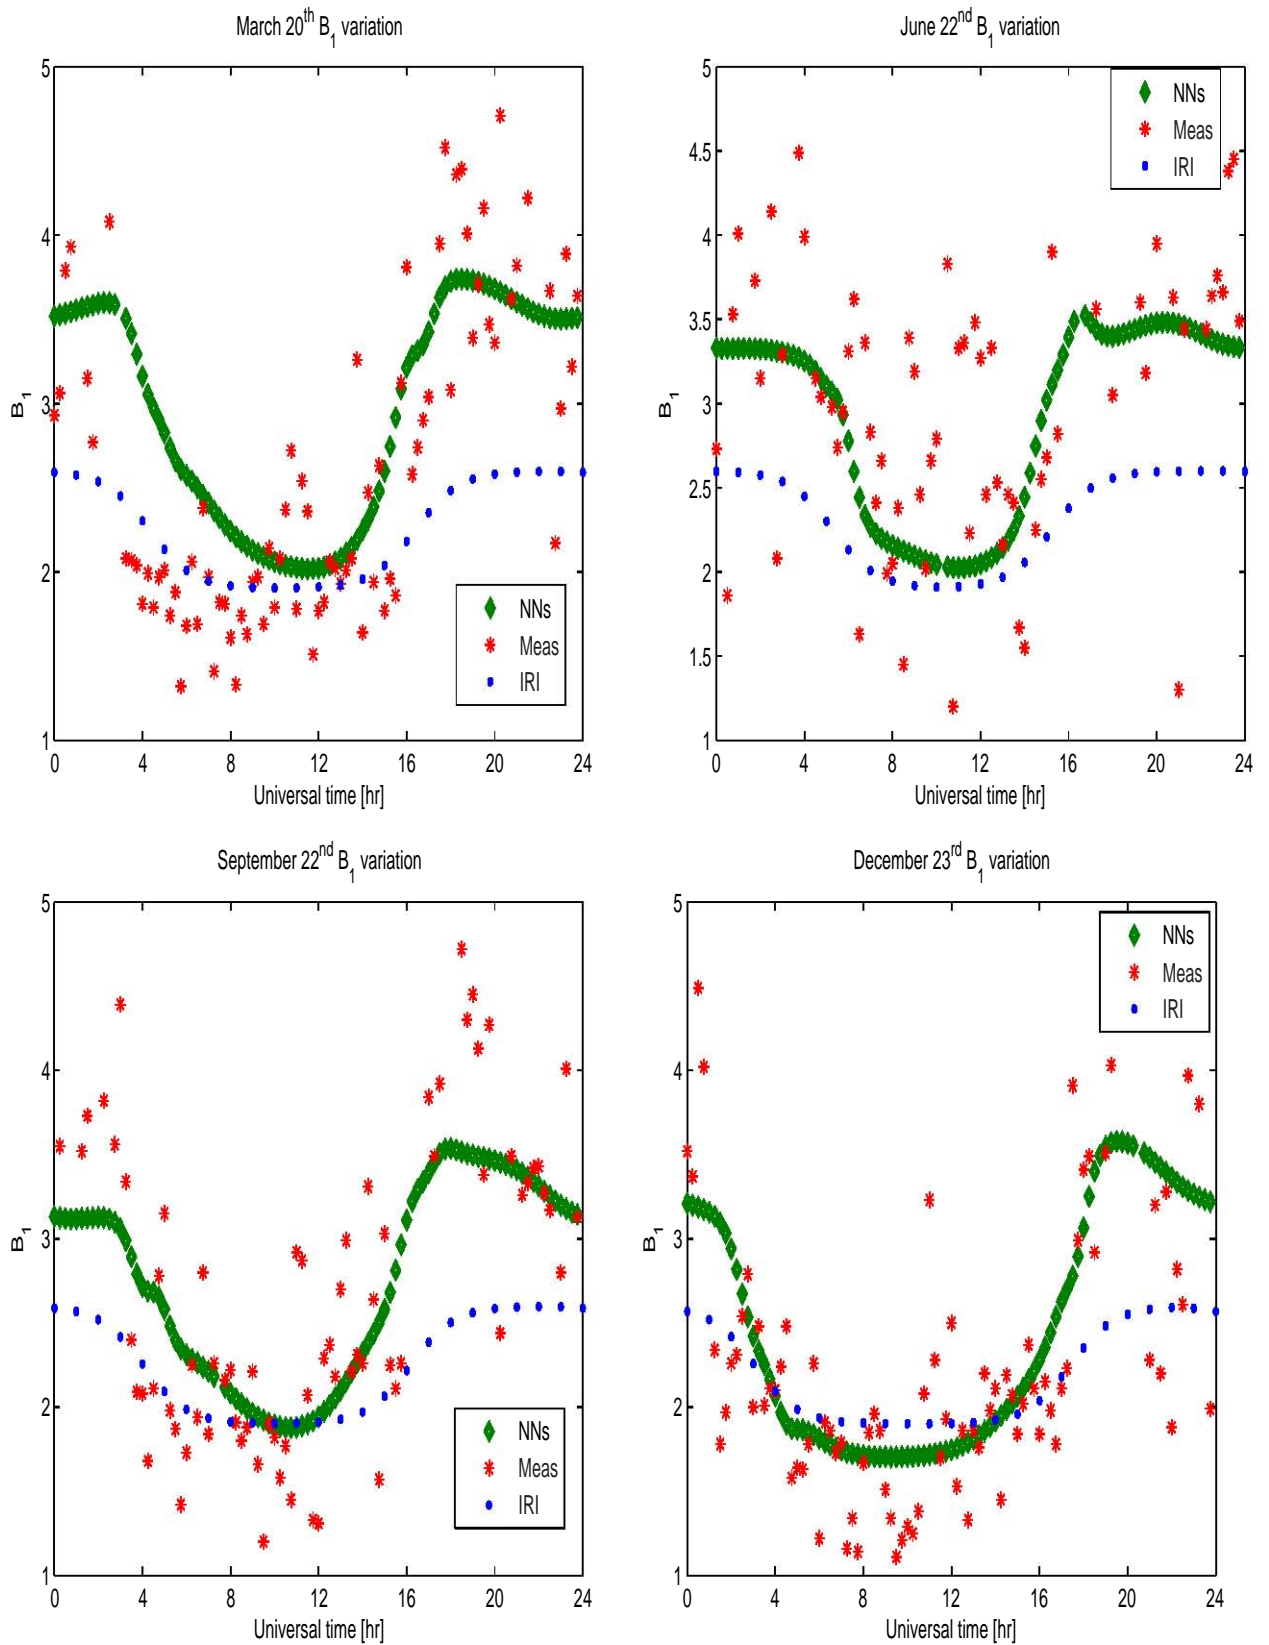 March 20th B1 variation
5
4
3
2
1
B1
0 4 8 12 16 20 24
Universal time [hr]
NNs
Meas
IRI
June 22nd B1 variation
5
4.5
4
3.5
3
2.5
2
1.5
1
B1
0 4 8 12 16 20 24
Universal time [hr]
NNs
Meas
IRI
September 22nd B1 variation
5
4
3
2
1
B1
0 4 8 12 16 20 24
Universal time [hr]
NNs
Meas
IRI
December 23rd B1 variation
5
4
3
2
1
B1
0 4 8 12 16 20 24
Universal time [hr]
NNs
Meas
IRI